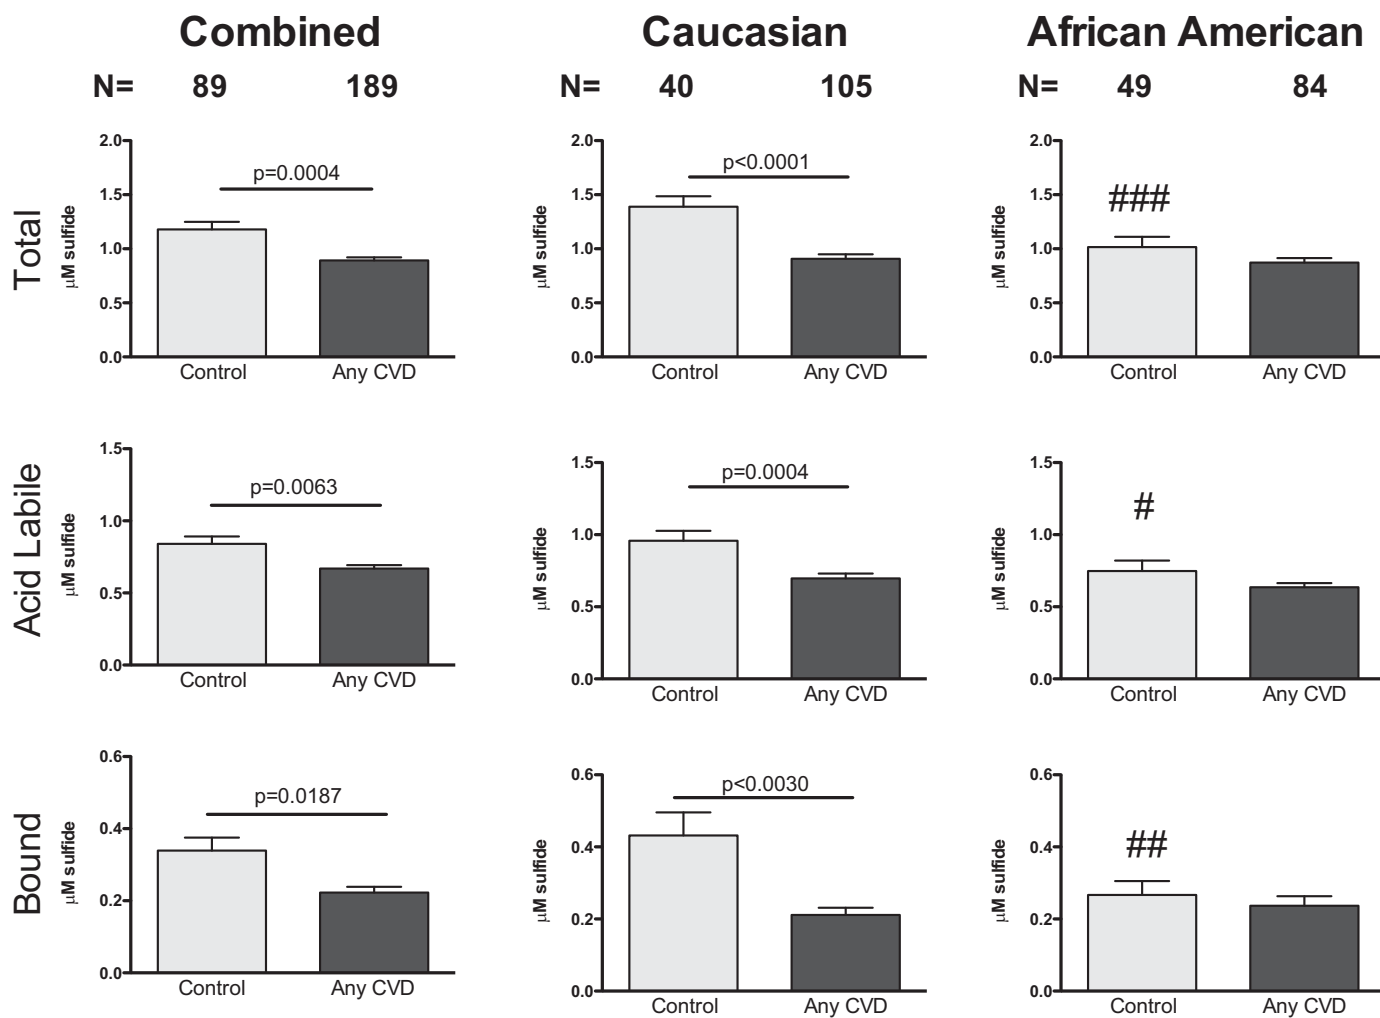 Combined Caucasian African American
N= 89 189 N= 40 105 N= 49 84
Total
μM sulfide
2.0
1.5
1.0
0.5
0.0
p=0.0004
Control Any CVD
μM sulfide
2.0
1.5
1.0
0.5
0.0
p<0.0001
Control Any CVD
μM sulfide
2.0
1.5
1.0
0.5
0.0
###
Control Any CVD
Acid Labile
μM sulfide
1.5
1.0
0.5
0.0
p=0.0063
Control Any CVD
μM sulfide
1.5
1.0
0.5
0.0
p=0.0004
Control Any CVD
μM sulfide
1.5
1.0
0.5
0.0
#
Control Any CVD
Bound
μM sulfide
0.6
0.4
0.2
0.0
p=0.0187
Control Any CVD
μM sulfide
0.6
0.4
0.2
0.0
p<0.0030
Control Any CVD
μM sulfide
0.6
0.4
0.2
0.0
##
Control Any CVD